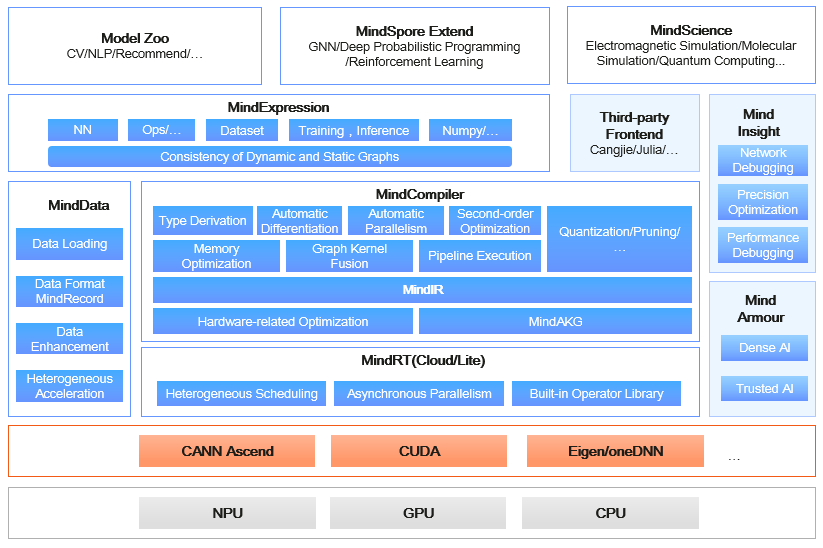 Model Zoo
CV/NLP/Recommend/…
MindSpore Extend
GNN/Deep Probabilistic Programming
/Reinforcement Learning
MindScience
Electromagnetic Simulation/Molecular
Simulation/Quantum Computing...
MindExpression
NN
Ops/…
Dataset
Training , Inference
Numpy/…
Consistency of Dynamic and Static Graphs
Third-party
Frontend
Cangjie/Julia/…
Mind
Insight
Network
Debugging
Precision
Optimization
Performance
Debugging
MindData
Data Loading
Data Format
MindRecord
Data
Enhancement
Heterogeneous
Acceleration
MindCompiler
Type Derivation
Automatic
Differentiation
Automatic
Parallelism
Second-order
Optimization
Quantization/Pruning/
…
Memory
Optimization
Graph Kernel
Fusion
Pipeline Execution
MindIR
Hardware-related Optimization
MindAKG
Mind
Armour
Dense AI
Trusted AI
MindRT(Cloud/Lite)
Heterogeneous Scheduling
Asynchronous Parallelism
Built-in Operator Library
CANN Ascend
CUDA
Eigen/oneDNN
…
NPU
GPU
CPU